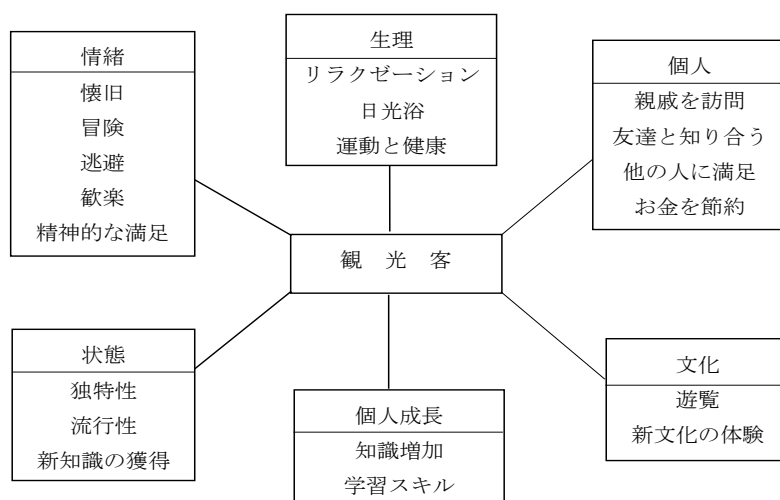 情緒
懐旧
冒険
逃避
歓楽
精神的な満足
生理
リラクゼーション
日光浴
運動と健康
個人
親戚を訪問
友達と知り合う
他の人に満足
お金を節約
観 光 客
状態
独特性
流行性
新知識の獲得
個人成長
知識増加
学習スキル
文化
遊覧
新文化の体験